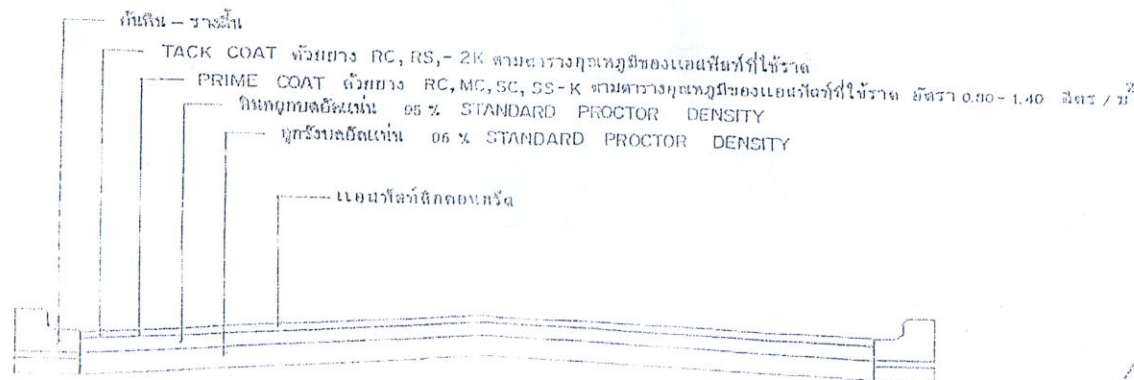 คันหิน – รางตื้น
TACK COAT ด้วยยาง RC, RS, - 2K ตามตารางอุณหภูมิของแอสฟัลท์ที่ใช้ราด
PRIME COAT ด้วยยาง RC, MC, SC, SS-K ตามตารางอุณหภูมิของแอสฟัลท์ที่ใช้ราด อัตรา 0.80 - 1.40 ลิตร / ม²
หินคลุกบดอัดแน่น 95 % STANDARD PROCTOR DENSITY
ลูกรังบดอัดแน่น 95 % STANDARD PROCTOR DENSITY
แอสฟัลท์ติกคอนกรีต